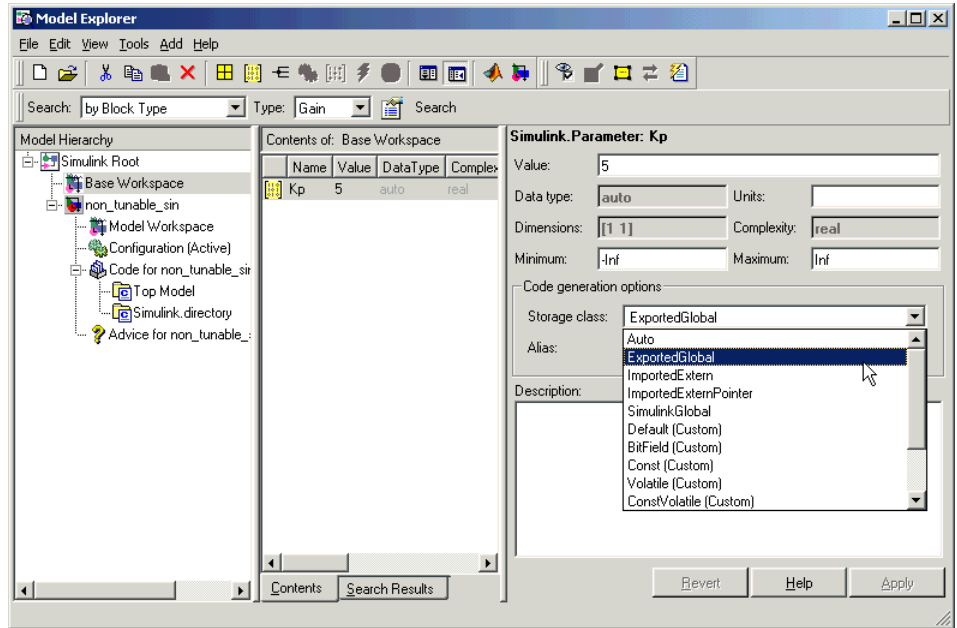 Model Explorer
File Edit View Tools Add Help
Search: by Block Type Type: Gain Search
Model Hierarchy
Simulink Root
Base Workspace
non_tunable_sin
Model Workspace
Configuration (Active)
Code for non_tunable_sin
Top Model
Simulink.directory
Advice for non_tunable_
Contents of: Base Workspace
Name Value DataType Complex
Kp 5 auto real
Contents Search Results
Simulink.Parameter: Kp
Value: 5
Data type: auto Units:
Dimensions: [1 1] Complexity: real
Minimum: -Inf Maximum: Inf
Code generation options
Storage class: ExportedGlobal
Alias:
Auto
ExportedGlobal
ImportedExtern
ImportedExternPointer
SimulinkGlobal
Default (Custom)
BitField (Custom)
Const (Custom)
Volatile (Custom)
ConstVolatile (Custom)
Description:
Revert Help Apply